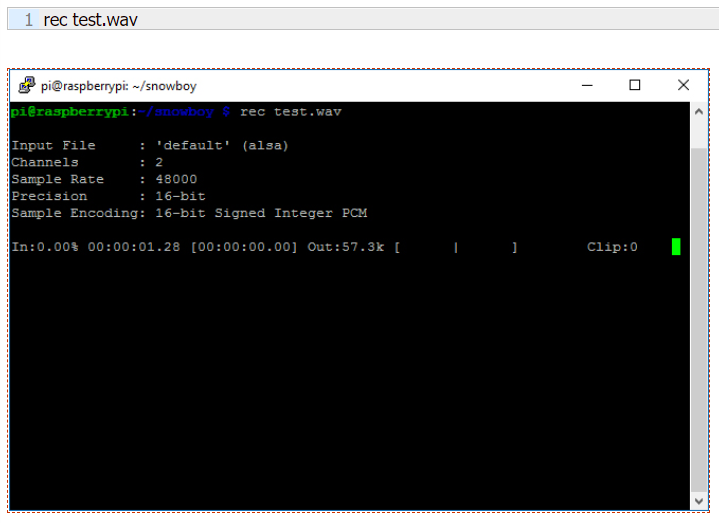 1 rec test.wav
pi@raspberrypi: ~/snowboy
pi@raspberrypi:~/snowboy $ rec test.wav
Input File     : 'default' (alsa)
Channels       : 2
Sample Rate    : 48000
Precision      : 16-bit
Sample Encoding: 16-bit Signed Integer PCM
In:0.00% 00:00:01.28 [00:00:00.00] Out:57.3k [      |      ]        Clip:0